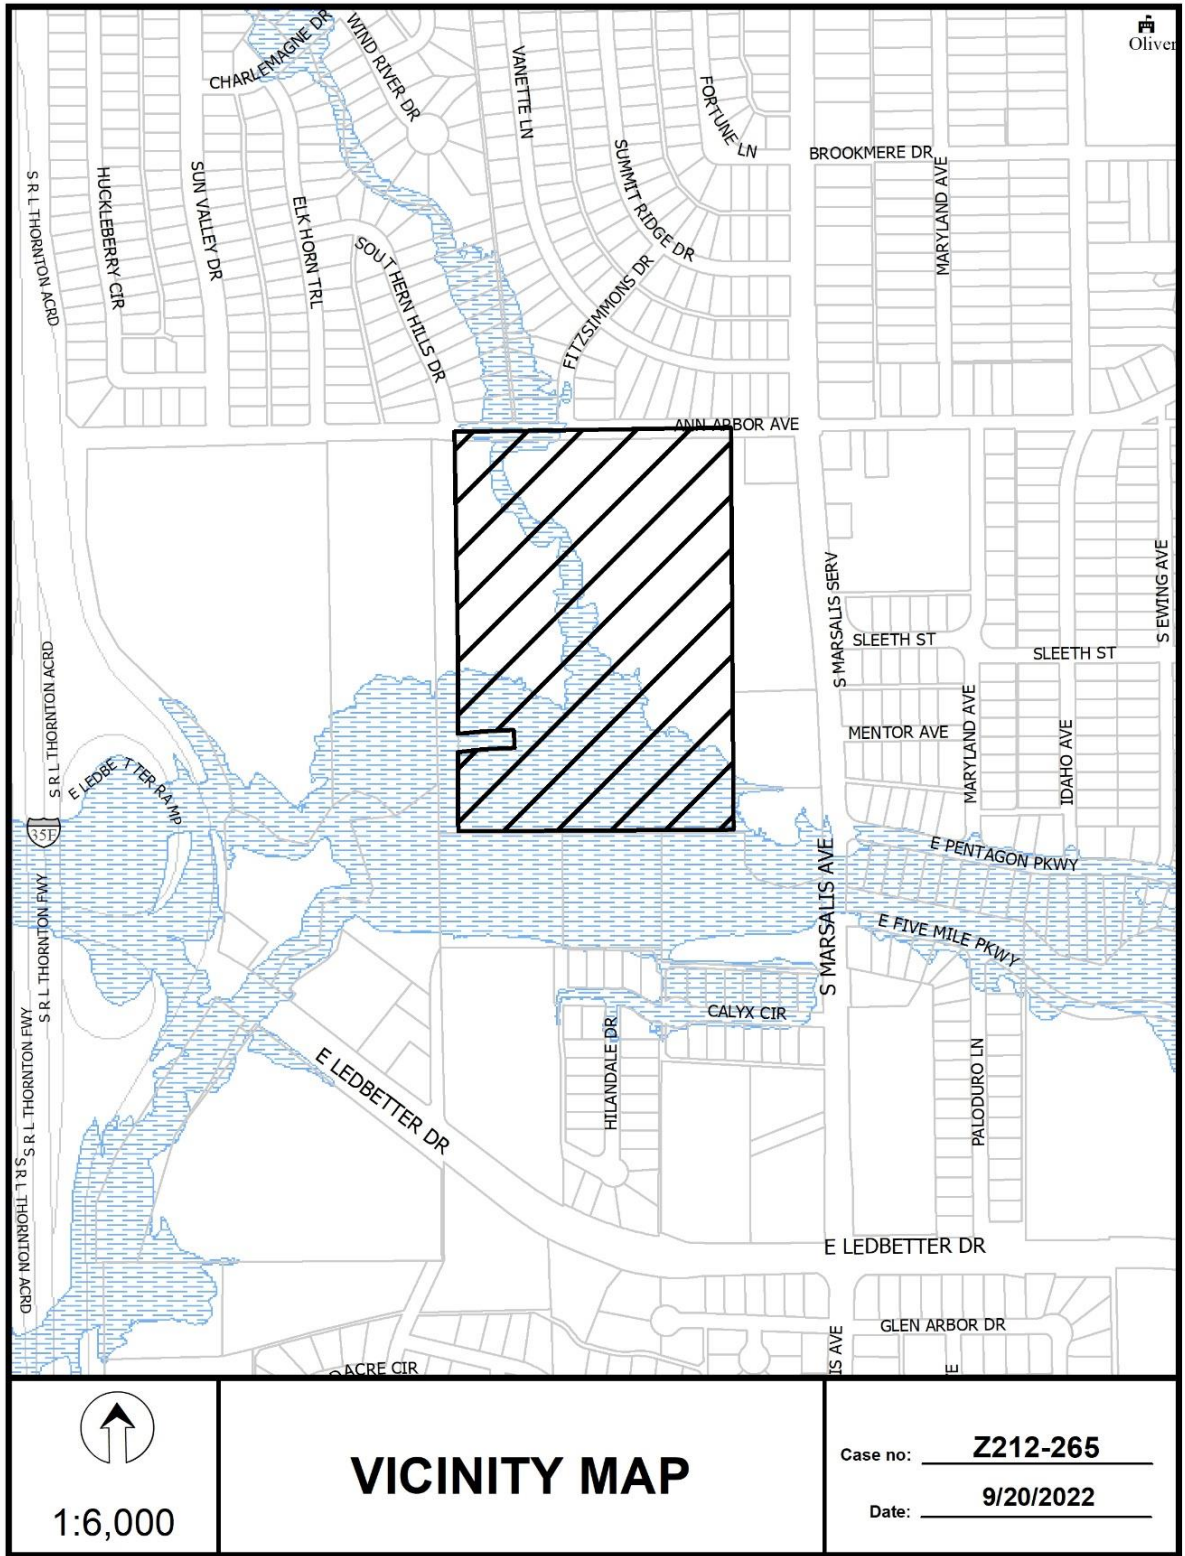 Oliver
CHARLEMAGNE DR
WIND RIVER DR
VANETTE LN
FORTUNE LN
BROOKMERE DR
MARYLAND AVE
SUMMIT RIDGE DR
S R L THORNTON ACRD
HUCKLEBERRY CIR
SUN VALLEY DR
ELK HORN TRL
SOUTHERN HILLS DR
FITZSIMMONS DR
ANN ARBOR AVE
S MARSALIS SERV
S EWING AVE
SLEETH ST
SLEETH ST
MENTOR AVE
MARYLAND AVE
IDAHO AVE
S R L THORNTON ACRD
E LEDBETTER RAMP
35E
E PENTAGON PKWY
S MARSALIS AVE
E FIVE MILE PKWY
S R L THORNTON FWY
CALYX CIR
HILANDALE DR
PALODURO LN
S R L THORNTON FWY
E LEDBETTER DR
S R L THORNTON ACRD
E LEDBETTER DR
GLEN ARBOR DR
IS AVE
ACRE CIR
1:6,000
VICINITY MAP
Case no: Z212-265
Date: 9/20/2022